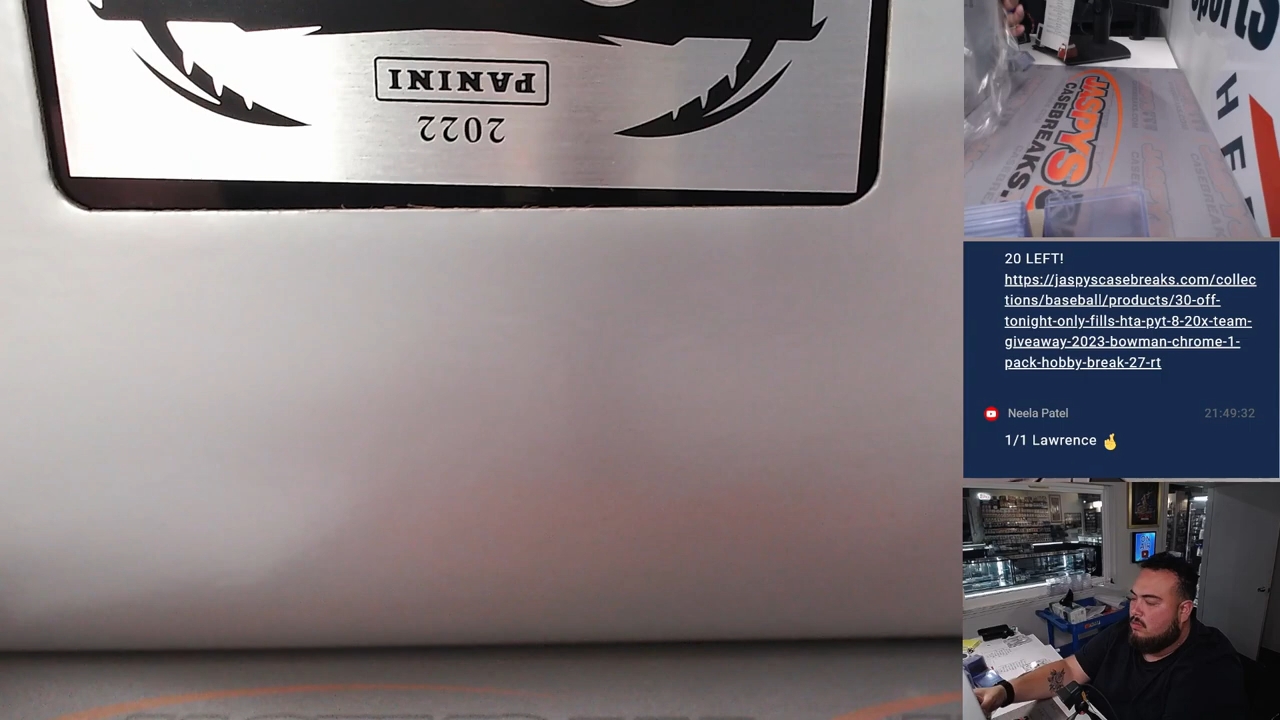 PANINI
2022
sports
HE
JASPYS
CASEBREAKS.
20 LEFT!
https://jaspyscasebreaks.com/collec
tions/baseball/products/30-off-
tonight-only-fills-hta-pyt-8-20x-team-
giveaway-2023-bowman-chrome-1-
pack-hobby-break-27-rt
Neela Patel 21:49:32
1/1 Lawrence 🤞